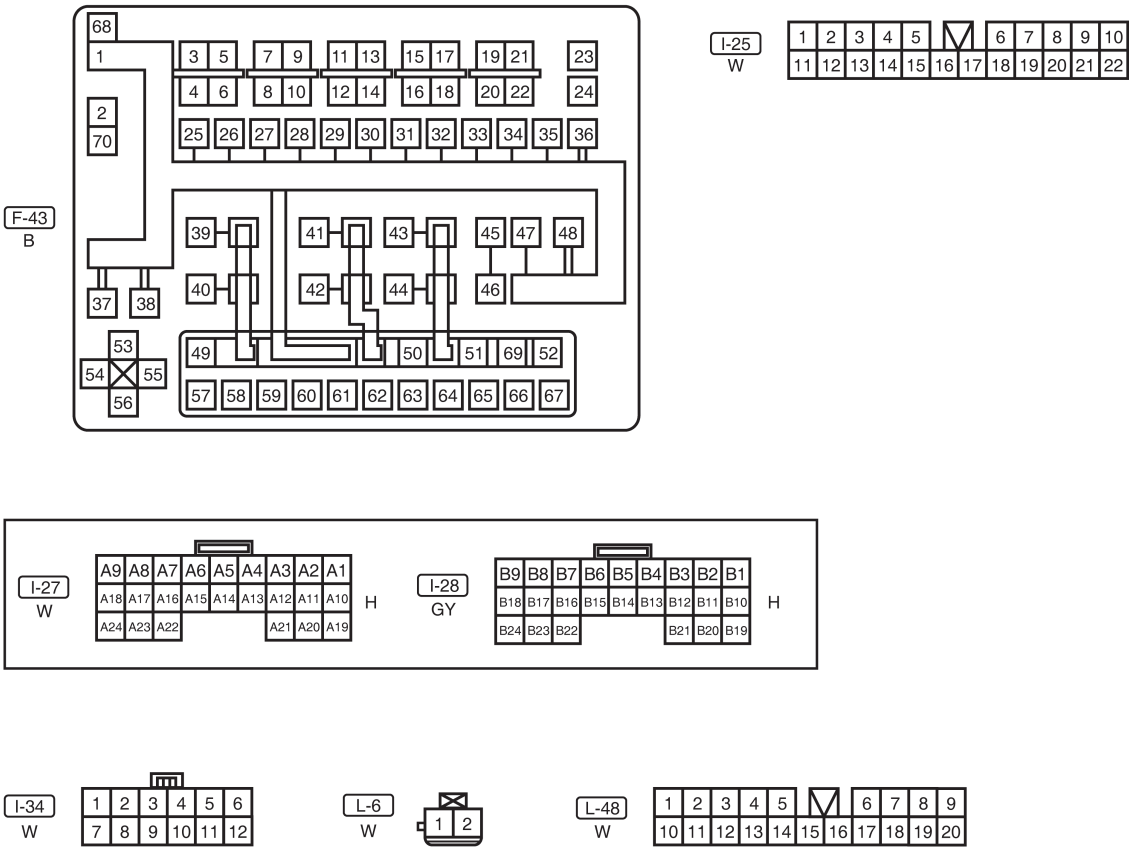 68
1
3 5 7 9 11 13 15 17 19 21 23
4 6 8 10 12 14 16 18 20 22 24
2
70
25 26 27 28 29 30 31 32 33 34 35 36
F-43
B
39 41 43 45 47 48
40 42 44 46
37 38
53
54 55
56
49 50 51 69 52
57 58 59 60 61 62 63 64 65 66 67
I-25
W
1 2 3 4 5 6 7 8 9 10
11 12 13 14 15 16 17 18 19 20 21 22
I-27
W
A9 A8 A7 A6 A5 A4 A3 A2 A1
A18 A17 A16 A15 A14 A13 A12 A11 A10
A24 A23 A22 A21 A20 A19
H
I-28
GY
B9 B8 B7 B6 B5 B4 B3 B2 B1
B18 B17 B16 B15 B14 B13 B12 B11 B10
B24 B23 B22 B21 B20 B19
H
I-34
W
1 2 3 4 5 6
7 8 9 10 11 12
L-6
W
1 2
L-48
W
1 2 3 4 5 6 7 8 9
10 11 12 13 14 15 16 17 18 19 20